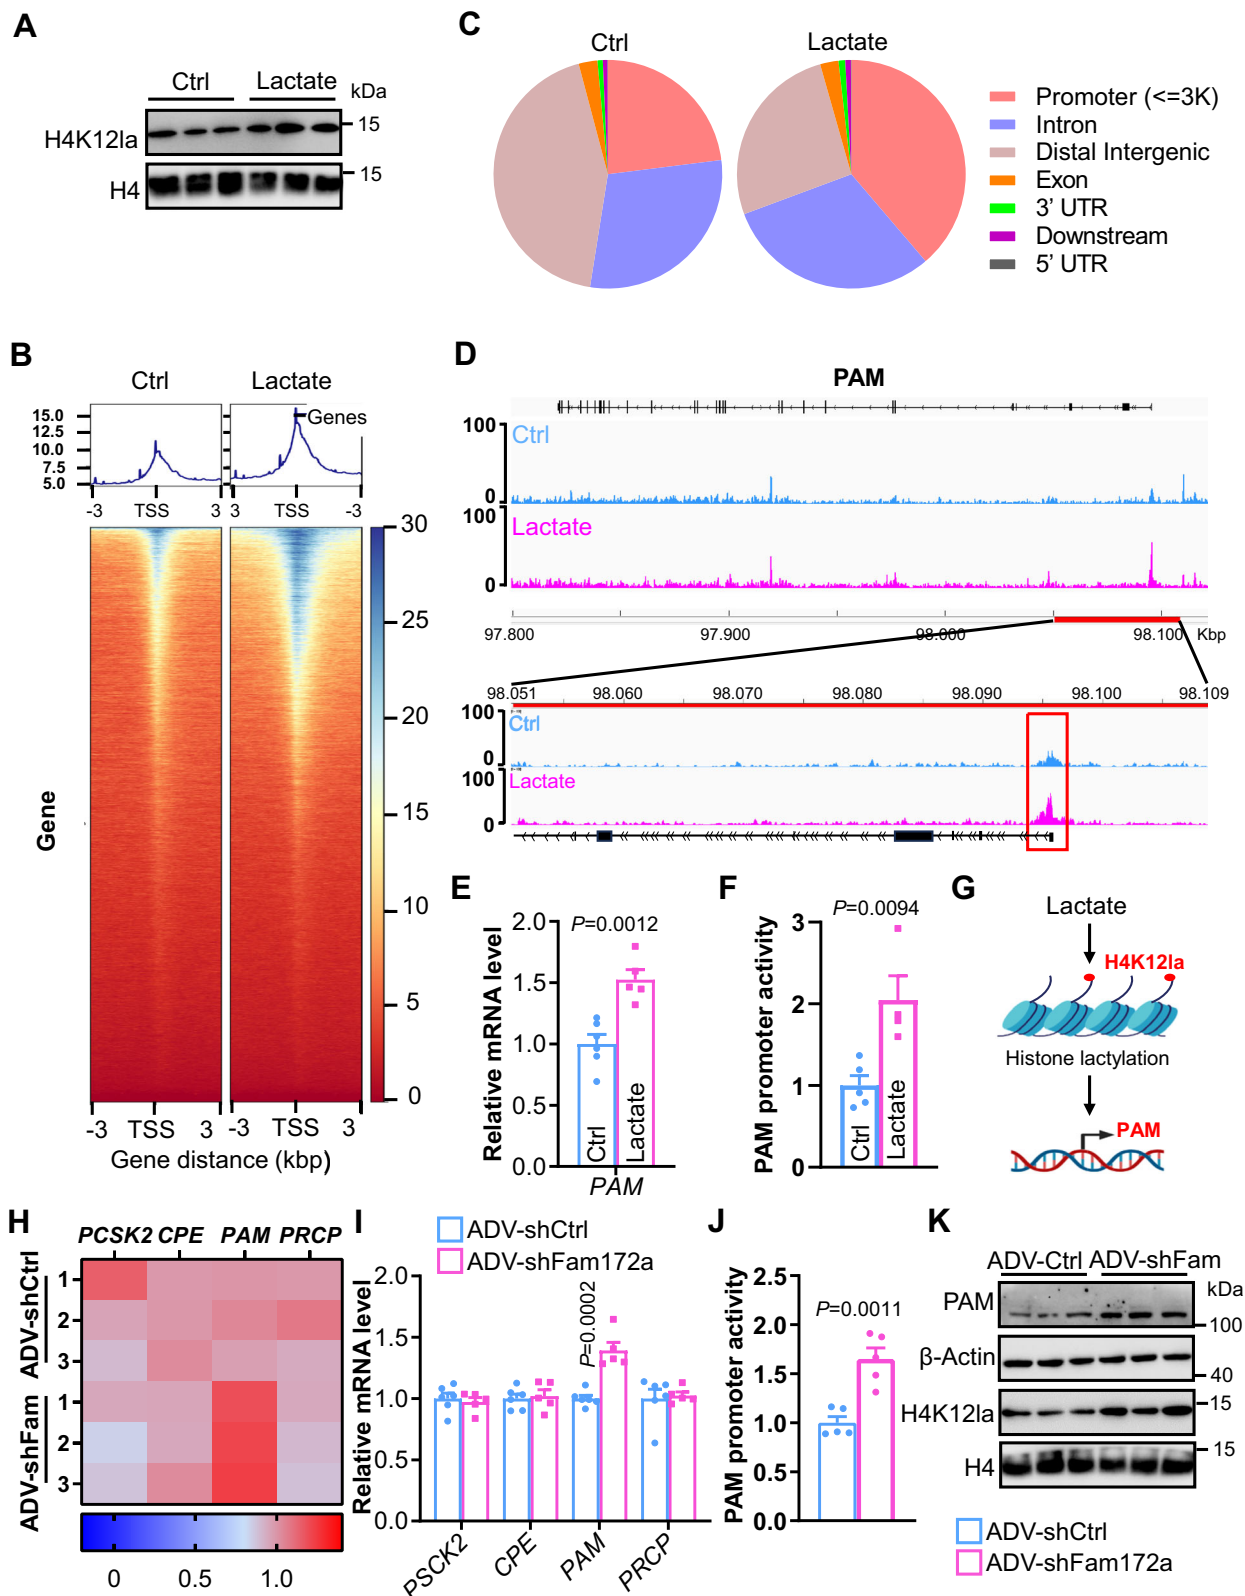 A
Ctrl Lactate kDa
H4K12la 15
H4 15
C
Ctrl Lactate
Promoter (<=3K)
Intron
Distal Intergenic
Exon
3' UTR
Downstream
5' UTR
B
Ctrl Lactate
Genes
15.0
12.5
10.0
7.5
5.0
-3 TSS 3 3 TSS -3
30
25
20
15
10
5
0
Gene
-3 TSS 3 -3 TSS 3
Gene distance (kbp)
D
PAM
100
Ctrl
0
100
Lactate
0
97.800 97.900 98.000 98.100 Kbp
98.051 98.060 98.070 98.080 98.090 98.100 98.109
100
Ctrl
0
100
Lactate
0
E
Relative mRNA level
2.0
1.5
1.0
0.5
0.0
P=0.0012
Ctrl
Lactate
PAM
F
PAM promoter activity
3
2
1
0
P=0.0094
Ctrl
Lactate
G
Lactate
H4K12la
Histone lactylation
PAM
H
PCSK2 CPE PAM PRCP
ADV-shCtrl
1
2
3
ADV-shFam
1
2
3
0 0.5 1.0
I
ADV-shCtrl
ADV-shFam172a
Relative mRNA level
2.0
1.5
1.0
0.5
0.0
P=0.0002
PSCK2 CPE PAM PRCP
J
PAM promoter activity
2.5
2.0
1.5
1.0
0.5
0.0
P=0.0011
K
ADV-Ctrl ADV-shFam
kDa
PAM 100
β-Actin 40
H4K12la 15
H4 15
ADV-shCtrl
ADV-shFam172a